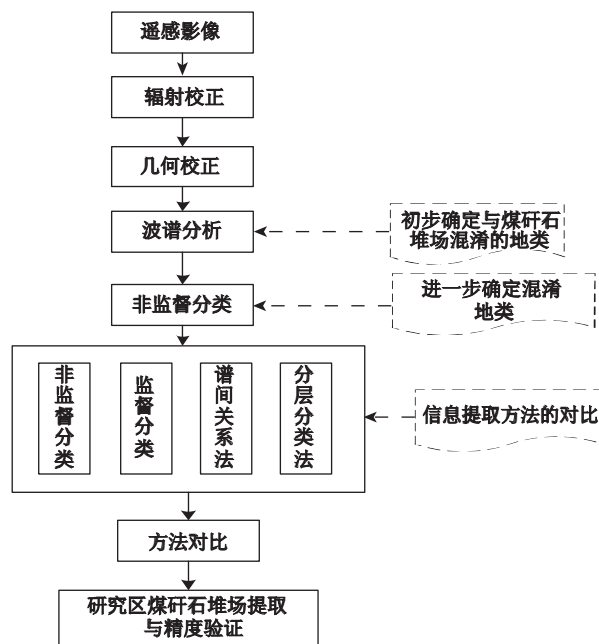 遥感影像
辐射校正
几何校正
波谱分析
初步确定与煤矸石
堆场混淆的地类
非监督分类
进一步确定混淆
地类
非监督分类
监督分类
谱间关系法
分层分类法
信息提取方法的对比
方法对比
研究区煤矸石堆场提取
与精度验证